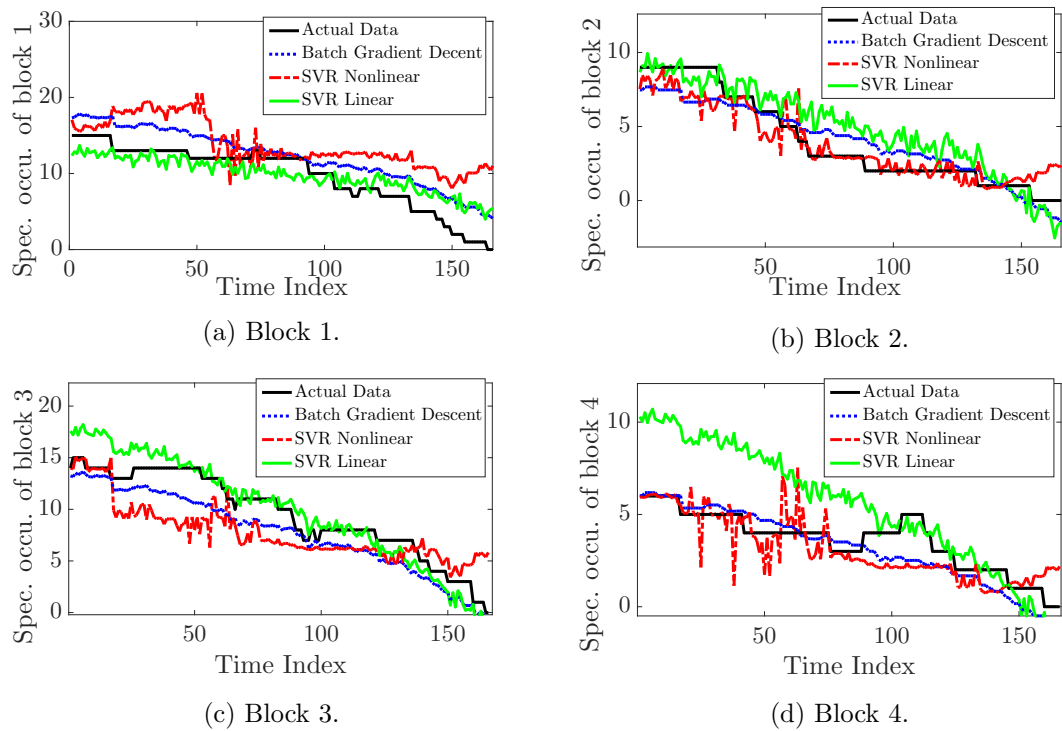 Spec. occu. of block 1
30
20
10
0
0
50
100
150
Time Index
Actual Data
Batch Gradient Decent
SVR Nonlinear
SVR Linear
(a) Block 1.
Spec. occu. of block 2
10
5
0
50
100
150
Time Index
Actual Data
Batch Gradient Descent
SVR Nonlinear
SVR Linear
(b) Block 2.
Spec. occu. of block 3
20
15
10
5
0
50
100
150
Time Index
Actual Data
Batch Gradient Descent
SVR Nonlinear
SVR Linear
(c) Block 3.
Spec. occu. of block 4
10
5
0
50
100
150
Time Index
Actual Data
Batch Gradient Descent
SVR Nonlinear
SVR Linear
(d) Block 4.